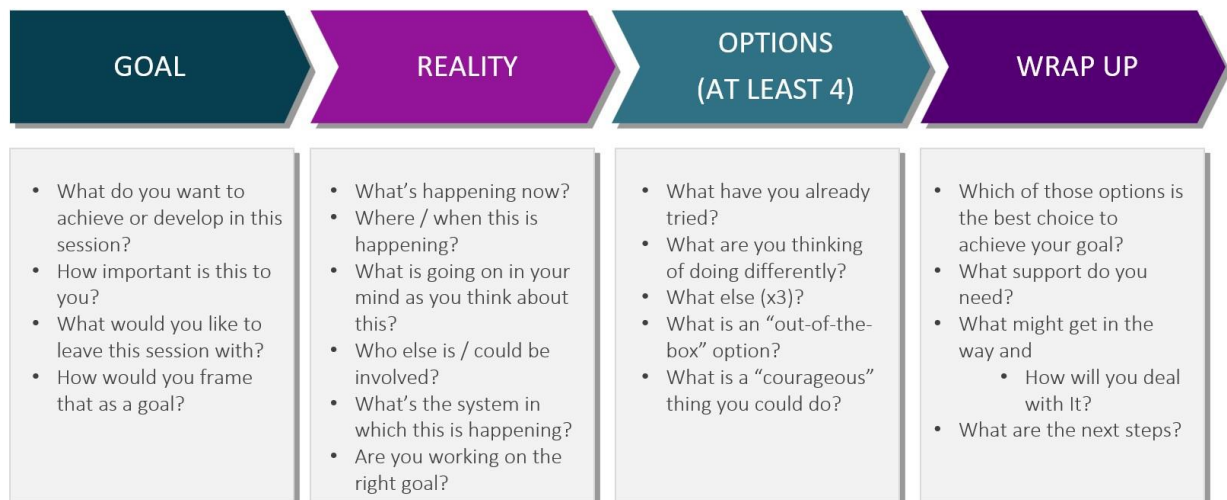 GOAL
REALITY
OPTIONS
(AT LEAST 4)
WRAP UP
• What do you want to
achieve or develop in this
session?
• How important is this to
you?
• What would you like to
leave this session with?
• How would you frame
that as a goal?
• What's happening now?
• Where / when this is
happening?
• What is going on in your
mind as you think about
this?
• Who else is / could be
involved?
• What's the system in
which this is happening?
• Are you working on the
right goal?
• What have you already
tried?
• What are you thinking
of doing differently?
• What else (x3)?
• What is an “out-of-the-
box” option?
• What is a “courageous”
thing you could do?
• Which of those options is
the best choice to
achieve your goal?
• What support do you
need?
• What might get in the
way and
• How will you deal
with It?
• What are the next steps?